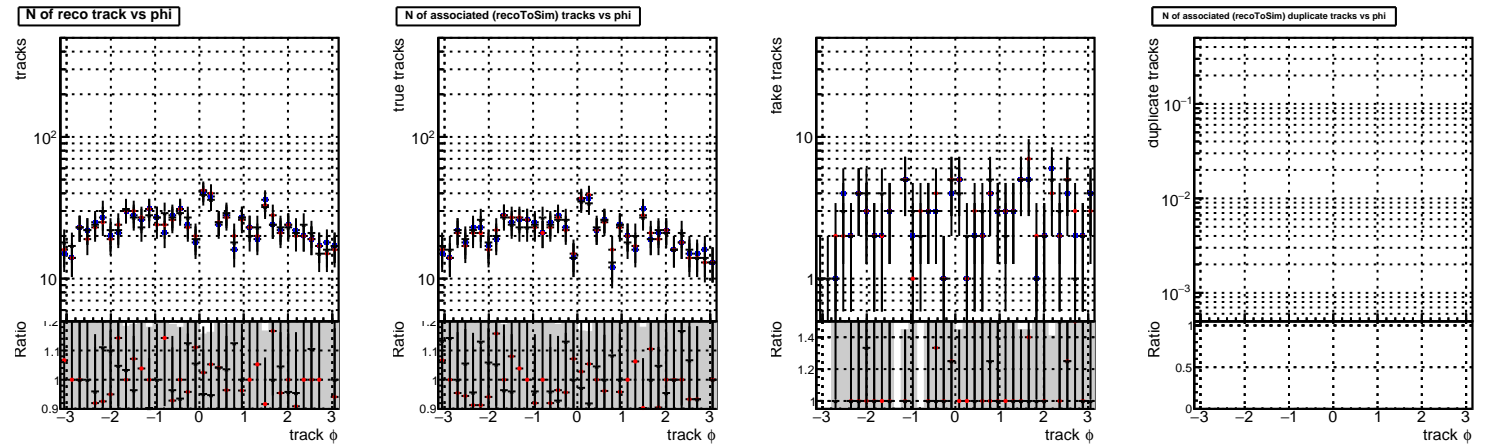 N of reco track vs phi
tracks
10²
10
Ratio
1.2
1.1
1
0.9
−3 −2 −1 0 1 2 3
track ϕ
N of associated (recoToSim) tracks vs phi
true tracks
10²
10
Ratio
1.2
1.1
1
0.9
−3 −2 −1 0 1 2 3
track ϕ
fake tracks
10
1
Ratio
1.4
1.2
1
−3 −2 −1 0 1 2 3
track ϕ
N of associated (recoToSim) duplicate tracks vs phi
duplicate tracks
10⁻¹
10⁻²
10⁻³
Ratio
1
0.5
0
−3 −2 −1 0 1 2 3
track ϕ